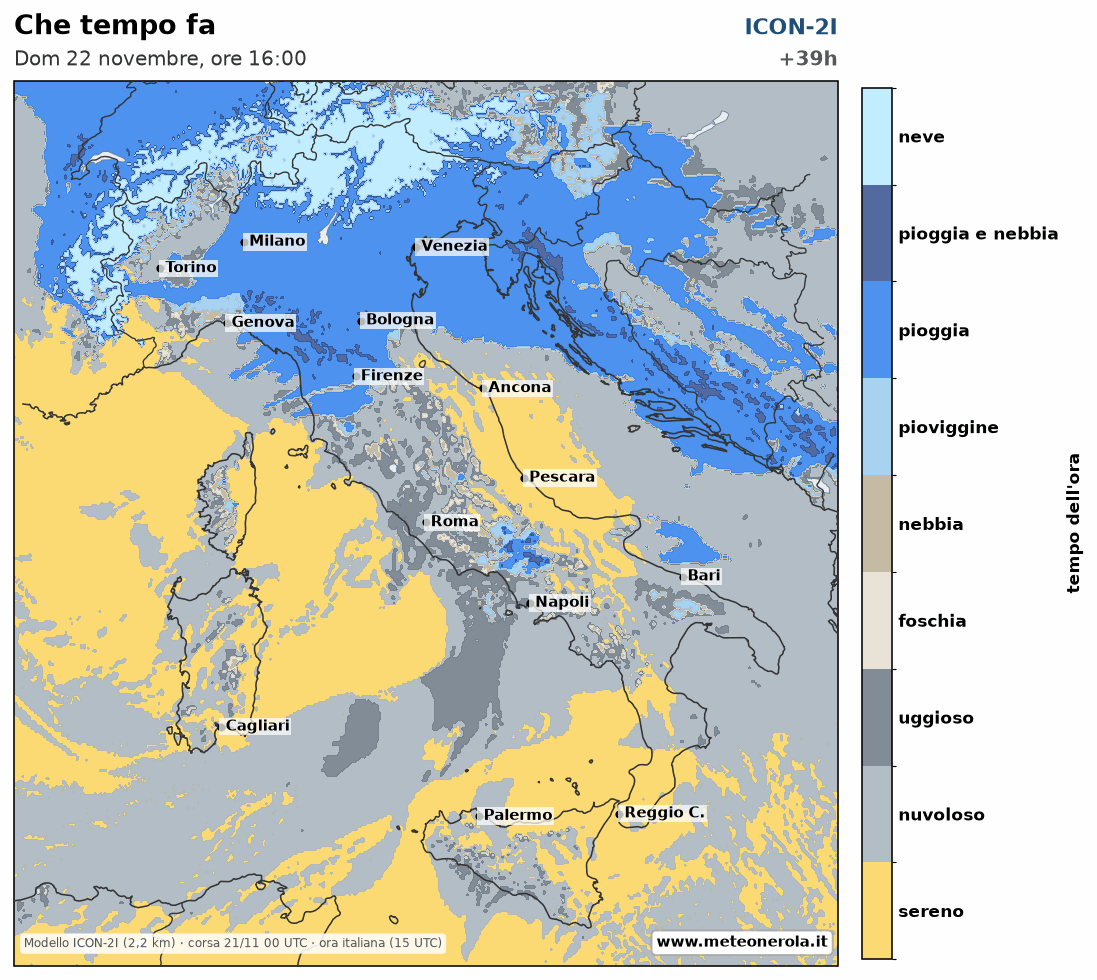 Che tempo fa
ICON-2I
Dom 22 novembre, ore 16:00
+39h
neve
pioggia e nebbia
pioggia
pioviggine
nebbia
foschia
uggioso
nuvoloso
sereno
tempo dell'ora
Milano
Venezia
Torino
Genova
Bologna
Firenze
Ancona
Pescara
Roma
Bari
Napoli
Cagliari
Palermo
Reggio C.
Modello ICON-2I (2,2 km) · corsa 21/11 00 UTC · ora italiana (15 UTC)
www.meteonerola.it